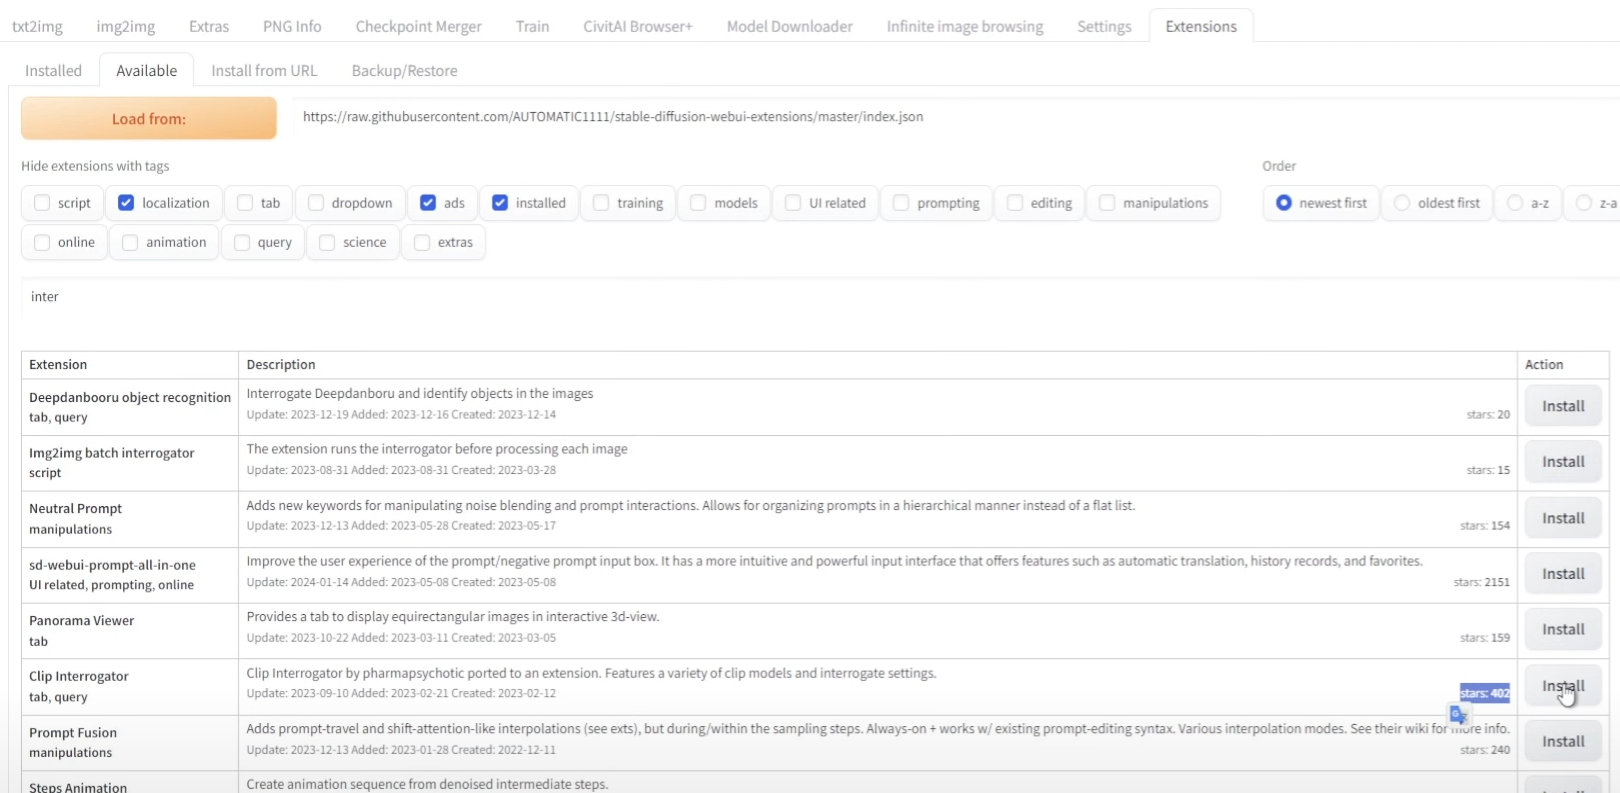 txt2img img2img Extras PNG Info Checkpoint Merger Train CivitAI Browser+ Model Downloader Infinite image browsing Settings Extensions
Installed Available Install from URL Backup/Restore
Load from: https://raw.githubusercontent.com/AUTOMATIC1111/stable-diffusion-webui-extensions/master/index.json
Hide extensions with tags
Order
script localization tab dropdown ads installed training models UI related prompting editing manipulations
newest first oldest first a-z z-a
online animation query science extras
inter
Extension Description Action
Deepdanbooru object recognition
tab, query
Interrogate Deepdanboru and identify objects in the images
Update: 2023-12-19 Added: 2023-12-16 Created: 2023-12-14
stars: 20
Install
Img2img batch interrogator
script
The extension runs the interrogator before processing each image
Update: 2023-08-31 Added: 2023-08-31 Created: 2023-03-28
stars: 15
Install
Neutral Prompt
manipulations
Adds new keywords for manipulating noise blending and prompt interactions. Allows for organizing prompts in a hierarchical manner instead of a flat list.
Update: 2023-12-13 Added: 2023-05-28 Created: 2023-05-17
stars: 154
Install
sd-webui-prompt-all-in-one
UI related, prompting, online
Improve the user experience of the prompt/negative prompt input box. It has a more intuitive and powerful input interface that offers features such as automatic translation, history records, and favorites.
Update: 2024-01-14 Added: 2023-05-08 Created: 2023-05-08
stars: 2151
Install
Panorama Viewer
tab
Provides a tab to display equirectangular images in interactive 3d-view.
Update: 2023-10-22 Added: 2023-03-11 Created: 2023-03-05
stars: 159
Install
Clip Interrogator
tab, query
Clip Interrogator by pharmapsychotic ported to an extension. Features a variety of clip models and interrogate settings.
Update: 2023-09-10 Added: 2023-02-21 Created: 2023-02-12
stars: 402
Install
Prompt Fusion
manipulations
Adds prompt-travel and shift-attention-like interpolations (see exts), but during/within the sampling steps. Always-on + works w/ existing prompt-editing syntax. Various interpolation modes. See their wiki for more info.
Update: 2023-12-13 Added: 2023-01-28 Created: 2022-12-11
stars: 240
Install
Steps Animation
Create animation sequence from denoised intermediate steps.